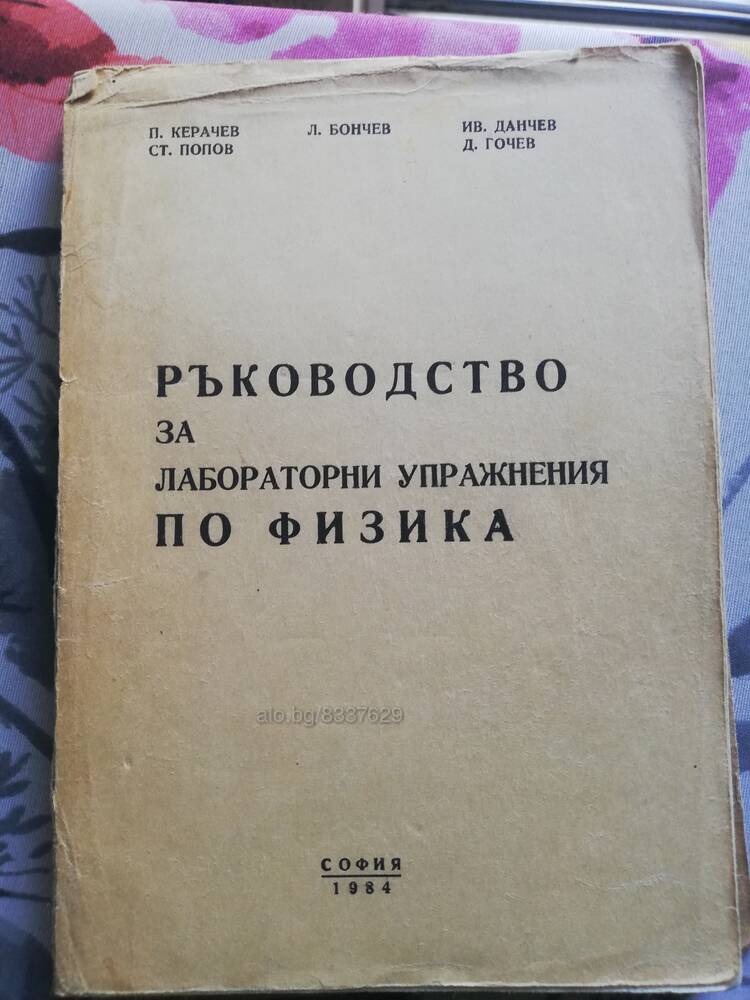 П. КЕРАЧЕВ Л. БОНЧЕВ ИВ. ДАНЧЕВ
СТ. ПОПОВ Д. ГОЧЕВ
РЪКОВОДСТВО
ЗА
ЛАБОРАТОРНИ УПРАЖНЕНИЯ
ПО ФИЗИКА
alo.bg/8337629
СОФИЯ
1984